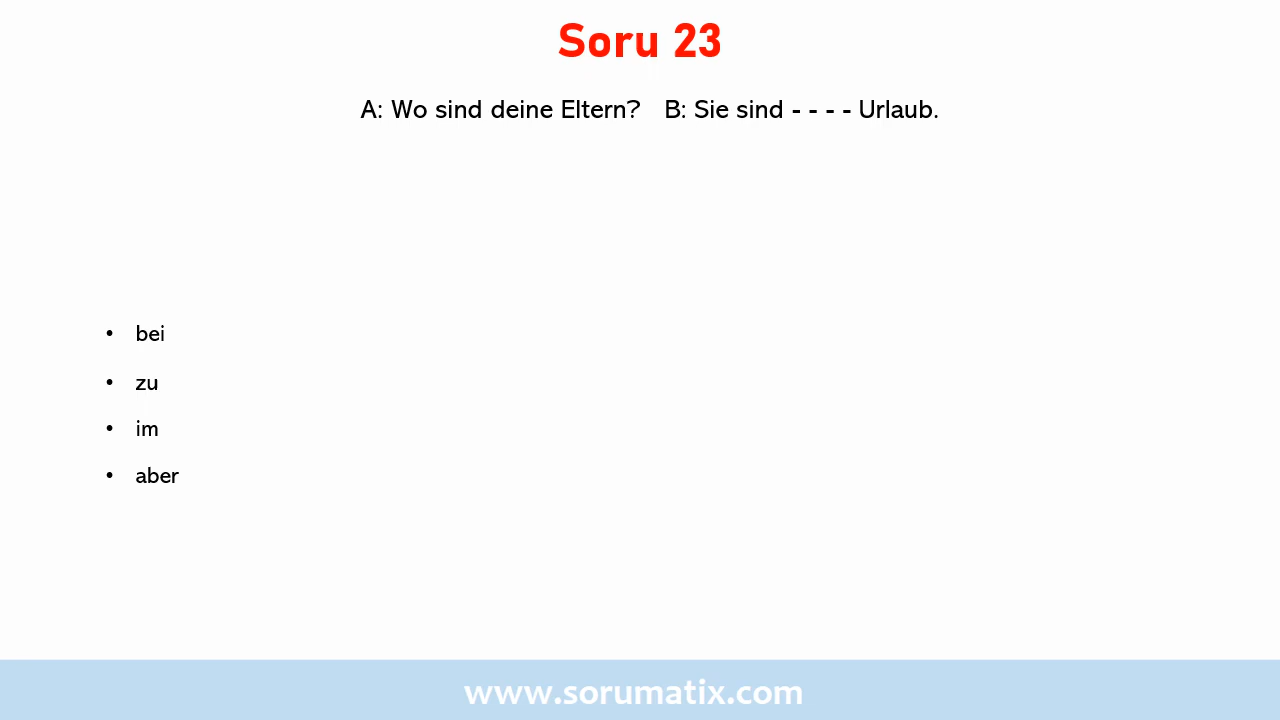 Soru 23
A: Wo sind deine Eltern? B: Sie sind - - - - Urlaub.
• bei
• zu
• im
• aber
www.sorumatix.com